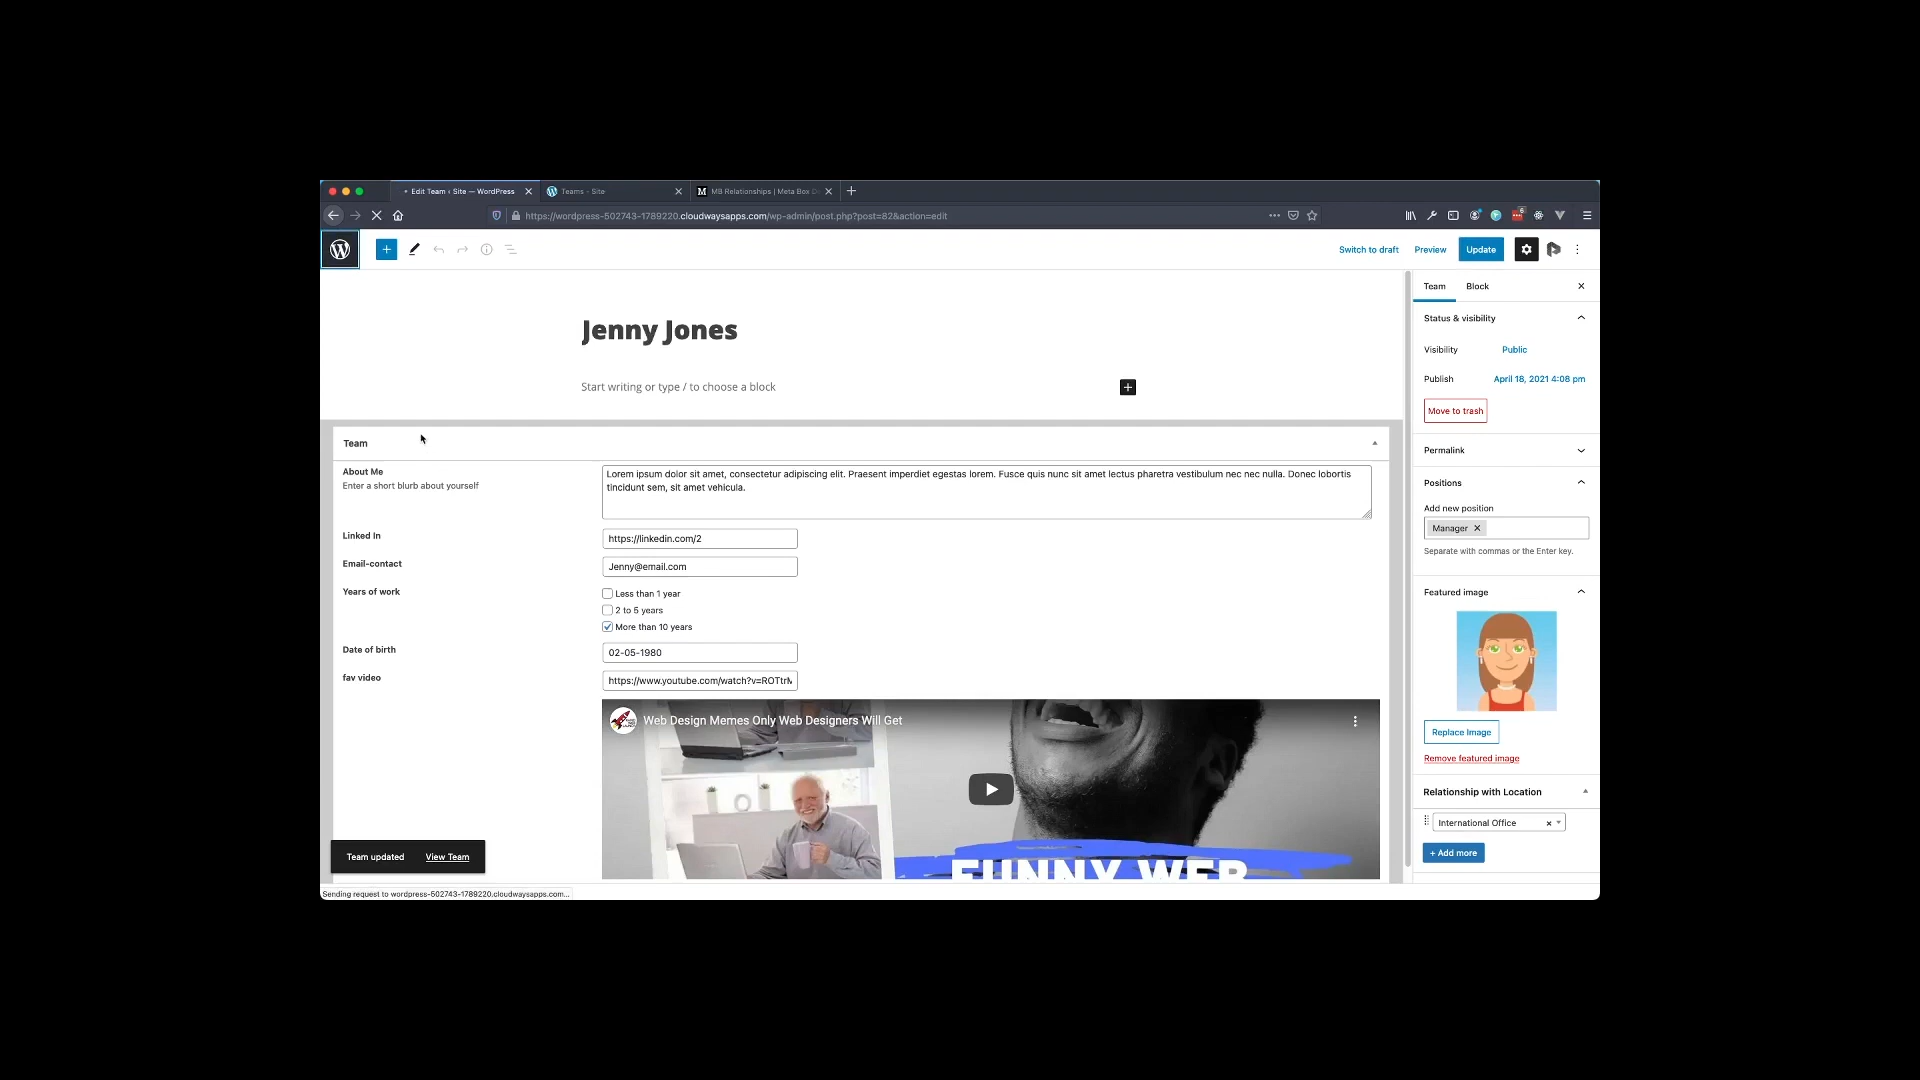 Edit Team ‹ Site — WordPress
Teams - Site
MB Relationships | Meta Box D
https://wordpress-502743-1789220.cloudwaysapps.com/wp-admin/post.php?post=82&action=edit
Switch to draft
Preview
Update
Team
Block
Jenny Jones
Start writing or type / to choose a block
Status & visibility
Visibility
Public
Publish
April 18, 2021 4:08 pm
Move to trash
Permalink
Positions
Add new position
Manager
Separate with commas or the Enter key.
Featured image
Replace Image
Remove featured image
Relationship with Location
International Office
+ Add more
Team
About Me
Enter a short blurb about yourself
Lorem ipsum dolor sit amet, consectetur adipiscing elit. Praesent imperdiet egestas lorem. Fusce quis nunc sit amet lectus pharetra vestibulum nec nec nulla. Donec lobortis
tincidunt sem, sit amet vehicula.
Linked In
https://linkedin.com/2
Email-contact
Jenny@email.com
Years of work
Less than 1 year
2 to 5 years
More than 10 years
Date of birth
02-05-1980
fav video
https://www.youtube.com/watch?v=ROTtrM
Web Design Memes Only Web Designers Will Get
FUNNY WEB
Team updated
View Team
Sending request to wordpress-502743-1789220.cloudwaysapps.com...